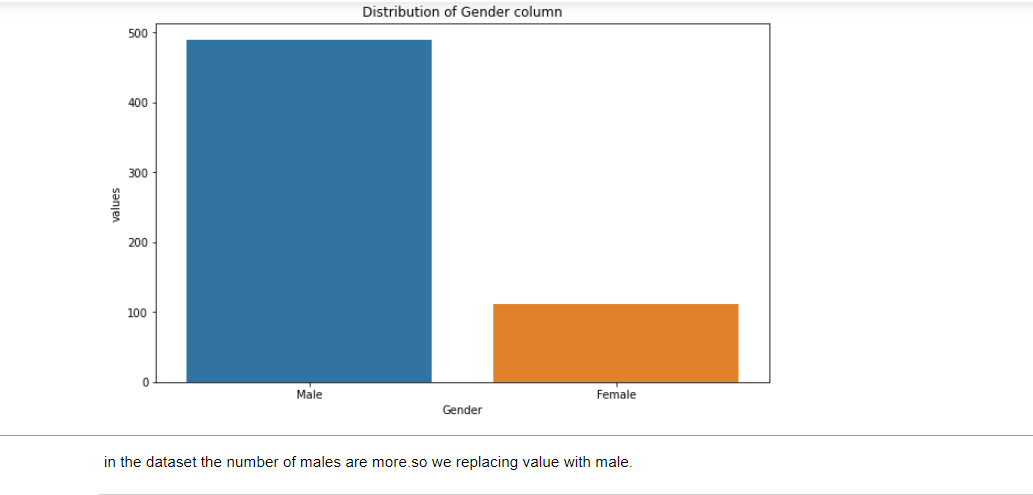 Distribution of Gender column
500
400
300
200
100
0
values
Male
Female
Gender
in the dataset the number of males are more.so we replacing value with male.